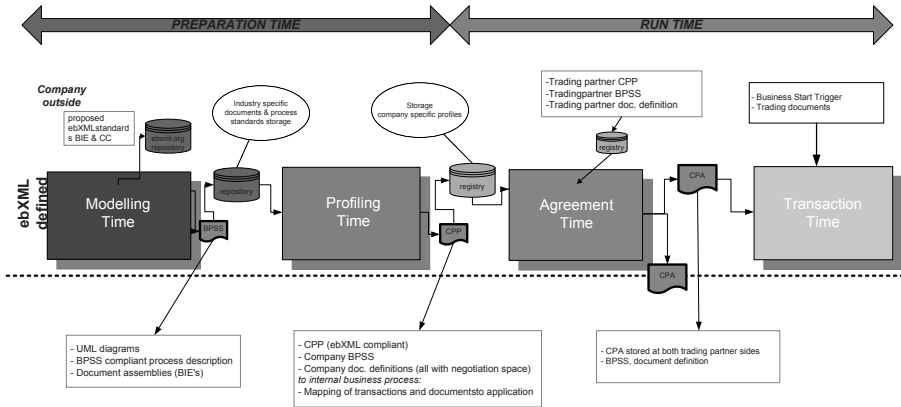 PREPARATION TIME
RUN TIME
Company
outside
proposed
ebXMLstandard
s BIE & CC
ebxml.org
repository
Industry specific
documents & process
standards storage
Storage
company specific profiles
-Trading partner CPP
-Tradingpartner BPSS
-Trading partner doc. definition
- Business Start Trigger
- Trading documents
ebXML
defined
Modelling
Time
repository
BPSS
Profiling
Time
registry
CPP
registry
Agreement
Time
CPA
CPA
Transaction
Time
- UML diagrams
- BPSS compliant process description
- Document assemblies (BIE's)
- CPP (ebXML compliant)
- Company BPSS
- Company doc. definitions (all with negotiation space)
to internal business process:
- Mapping of transactions and documentsto application
- CPA stored at both trading partner sides
- BPSS, document definition